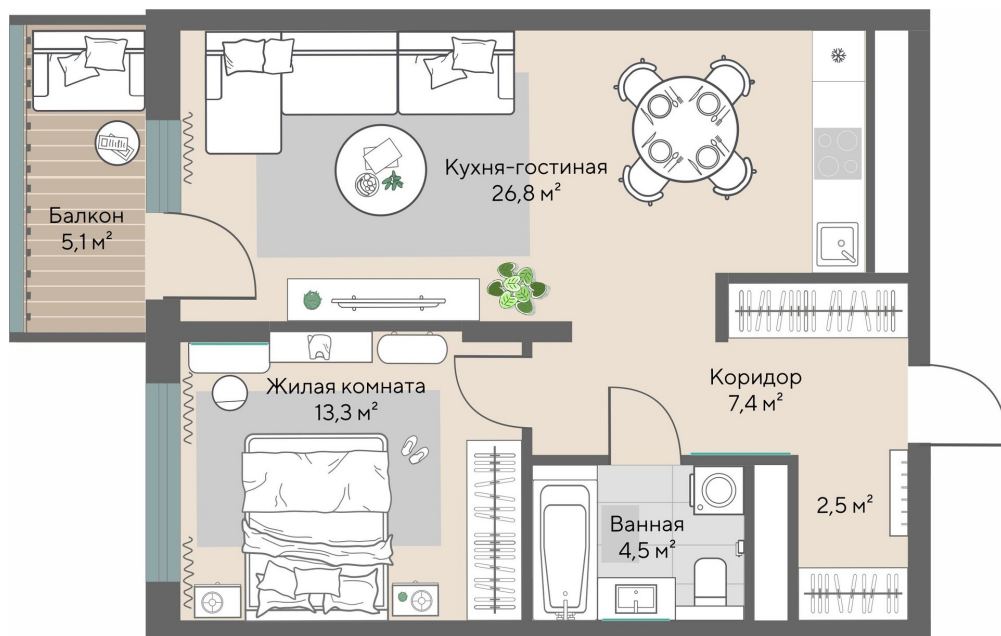 Кухня-гостиная
26,8 м²
Балкон
5,1 м²
Жилая комната
13,3 м²
Коридор
7,4 м²
2,5 м²
Ванная
4,5 м²